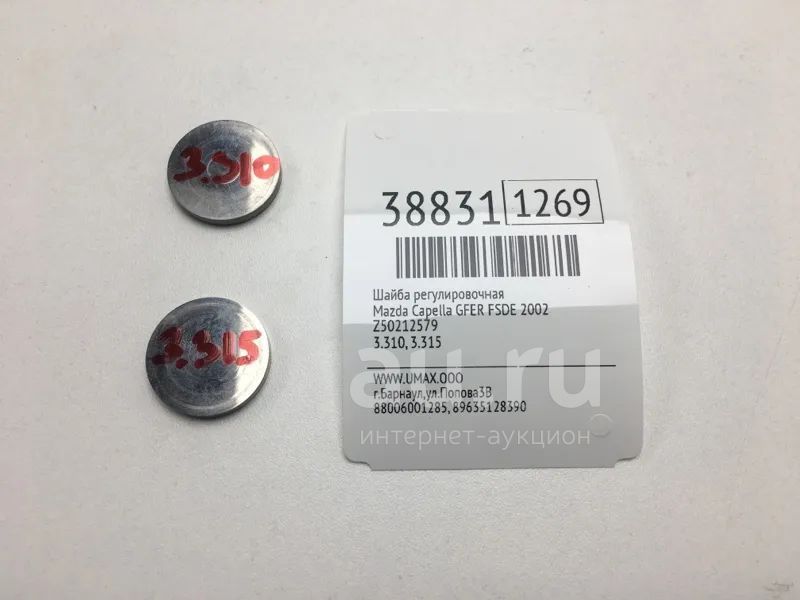 3.310
3.315
38831 1269
Шайба регулировочная
Mazda Capella GFER FSDE 2002
Z50212579
3.310, 3.315
WWW.UMAX.OOO
г.Барнаул,ул.Попова3В
88006001285, 89635128390
au.ru
интернет-аукцион